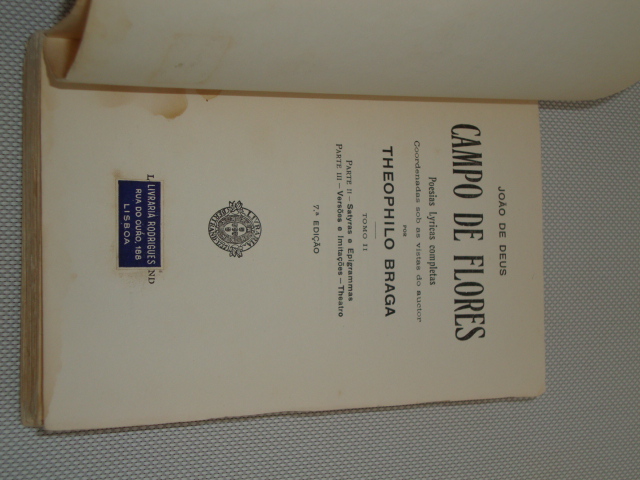 JOÃO DE DEUS
CAMPO DE FLORES
Poesias Lyricas completas
Coordenadas sob as vistas do auctor
POR
THEOPHILO BRAGA
TOMO II
PARTE II – Satyras e Epigrammas
PARTE III – Versões e Imitações – Theatro
7.ª EDIÇÃO
L
LIVRARIA RODRIGUES
ND
RUA DO OURO, 188
LISBOA